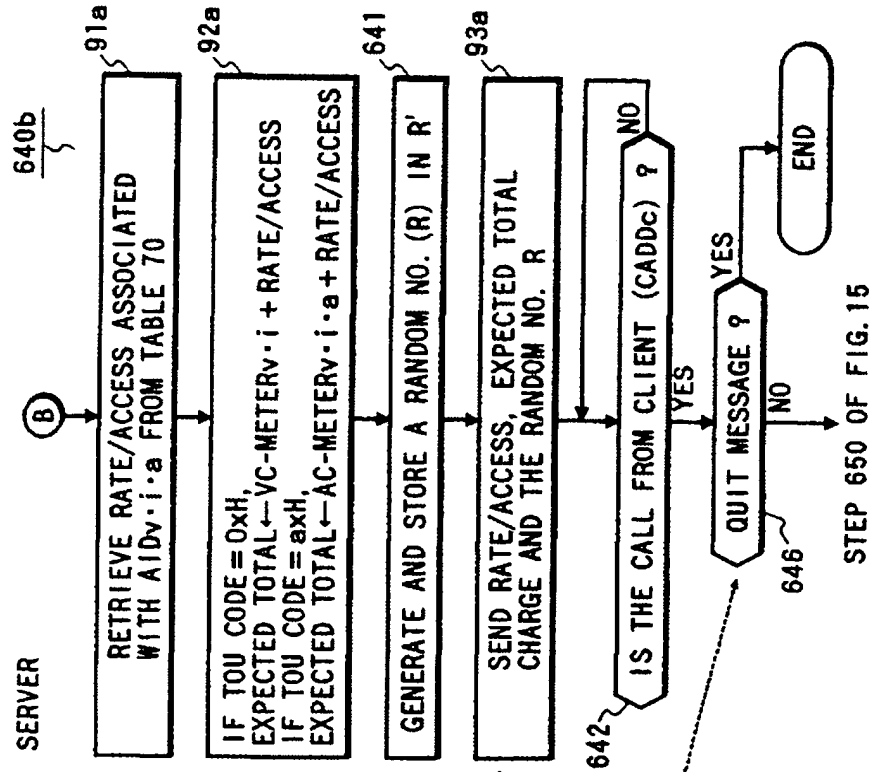 SERVER
640b
B
91a
RETRIEVE RATE/ACCESS ASSOCIATED
WITH AIDv·i·a FROM TABLE 70
92a
IF TOU CODE=0xH,
EXPECTED TOTAL←VC-METERv·i+RATE/ACCESS
IF TOU CODE=axH,
EXPECTED TOTAL←AC-METERv·i·a+RATE/ACCESS
641
GENERATE AND STORE A RANDOM NO.(R) IN R'
93a
SEND RATE/ACCESS, EXPECTED TOTAL
CHARGE AND THE RANDOM NO. R
642
IS THE CALL FROM CLIENT (CADDc) ?
NO
YES
QUIT MESSAGE ?
YES
646
NO
END
STEP 650 OF FIG. 15